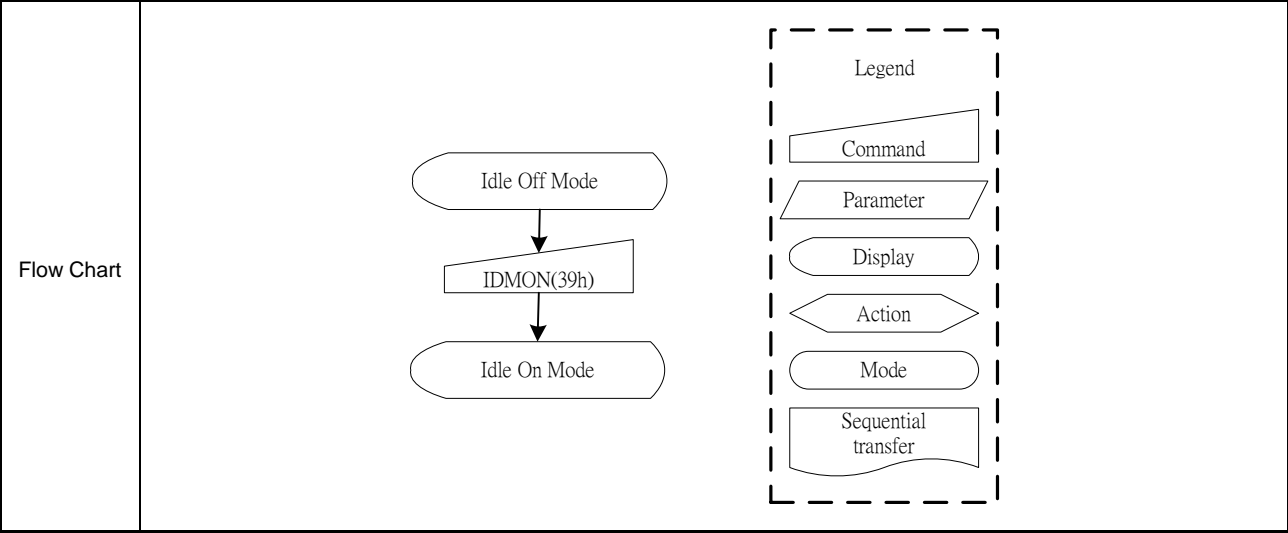 Flow Chart
Idle Off Mode
IDMON(39h)
Idle On Mode
Legend
Command
Parameter
Display
Action
Mode
Sequential
transfer